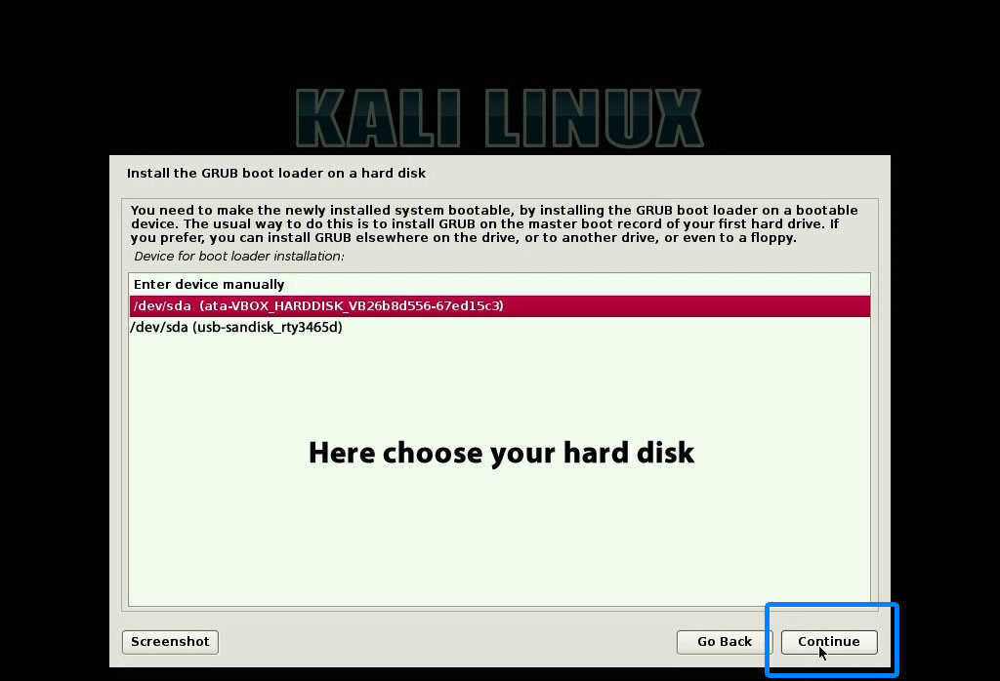 KALI LINUX
Install the GRUB boot loader on a hard disk
You need to make the newly installed system bootable, by installing the GRUB boot loader on a bootable
device. The usual way to do this is to install GRUB on the master boot record of your first hard drive. If
you prefer, you can install GRUB elsewhere on the drive, or to another drive, or even to a floppy.
Device for boot loader installation:
Enter device manually
/dev/sda  (ata-VBOX_HARDDISK_VB26b8d556-67ed15c3)
/dev/sda (usb-sandisk_rty3465d)
Here choose your hard disk
Screenshot Go Back Continue